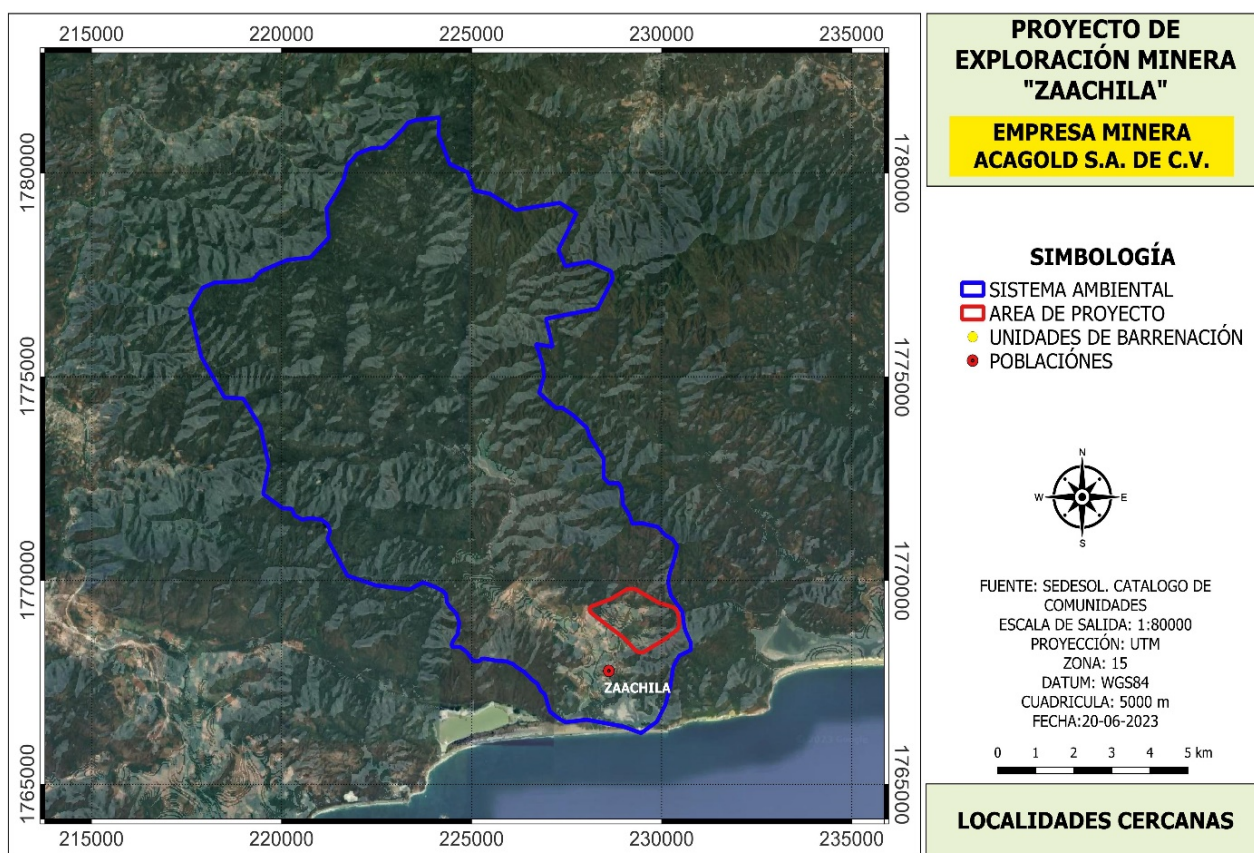 215000 220000 225000 230000 235000
1780000
1780000
1775000
1775000
1770000
1770000
1765000
1765000
ZAACHILA
215000 220000 225000 230000 235000
PROYECTO DE
EXPLORACIÓN MINERA
"ZAACHILA"
EMPRESA MINERA
ACAGOLD S.A. DE C.V.
SIMBOLOGÍA
SISTEMA AMBIENTAL
AREA DE PROYECTO
UNIDADES DE BARRENACIÓN
POBLACIÓNES
N
W E
S
FUENTE: SEDESOL. CATALOGO DE
COMUNIDADES
ESCALA DE SALIDA: 1:80000
PROYECCIÓN: UTM
ZONA: 15
DATUM: WGS84
CUADRICULA: 5000 m
FECHA:20-06-2023
0 1 2 3 4 5 km
LOCALIDADES CERCANAS